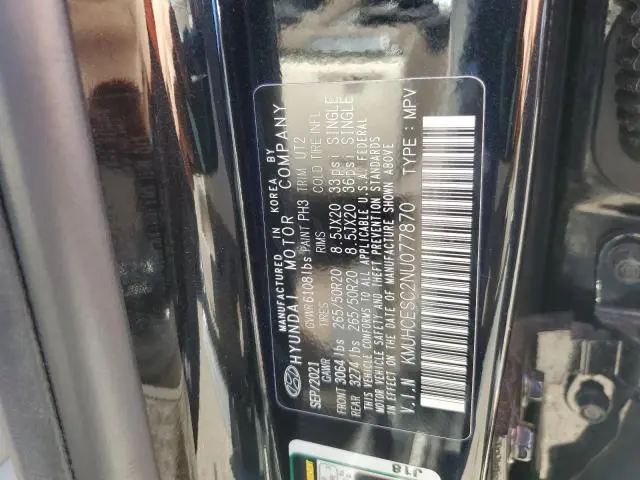 MANUFACTURED IN KOREA BY
HYUNDAI MOTOR COMPANY
SEP/2021 GVWR 6108lbs PAINT PH3 TRIM UT2
GAWR TIRES RIMS COLD TIRE INFL
FRONT 3064lbs 265/50R20 8.5JX20 33psi SINGLE
REAR 3274lbs 265/50R20 8.5JX20 36psi SINGLE
THIS VEHICLE CONFORMS TO ALL APPLICABLE U.S.A. FEDERAL
MOTOR VEHICLE SAFETY AND THEFT PREVENTION STANDARDS
IN EFFECT ON THE DATE OF MANUFACTURE SHOWN ABOVE
V.I.N KMUHCESC2NU077870 TYPE: MPV
J18